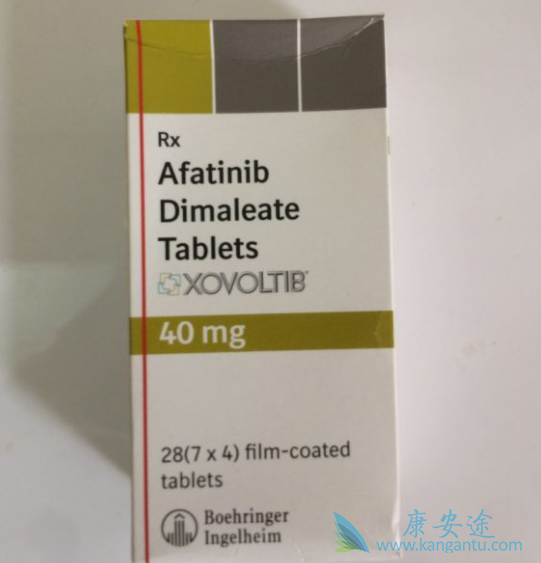 Rx
Afatinib
Dimaleate
Tablets
XOVOLTIB®
40 mg
28(7 x 4) film-coated
tablets
Boehringer
Ingelheim
康安途
www.kangantu.com